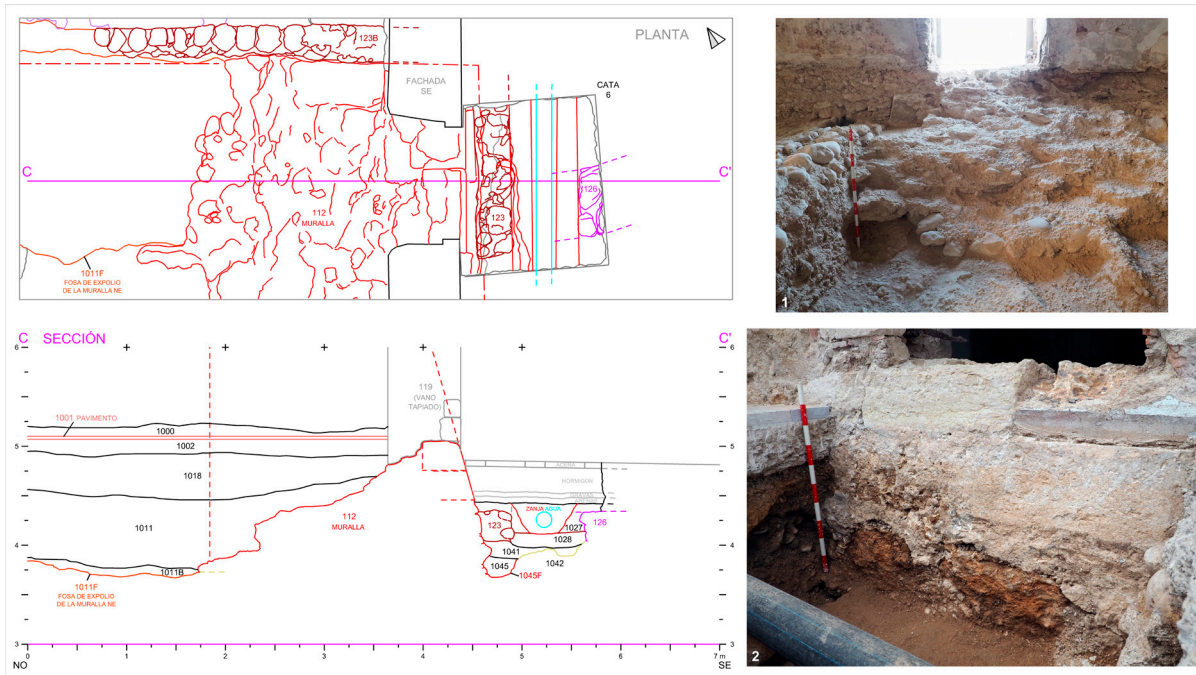 PLANTA
123B
FACHADA
SE
CATA
6
C
C'
126
123
112
MURALLA
1011F
FOSA DE EXPOLIO
DE LA MURALLA NE
1
C SECCIÓN
C'
6
6
119
(VANO
TAPIADO)
1001 PAVIMENTO
1000
5
1002
5
ACERA
1018
HORMIGÓN
GRAVAS
112
MURALLA
ZANJA AGUA
123
1027
126
1011
1028
4
4
1041
1042
1011B
1045
1045F
1011F
FOSA DE EXPOLIO
DE LA MURALLA NE
3
3
0
1
2
3
4
5
6
7 m
NO
SE
2